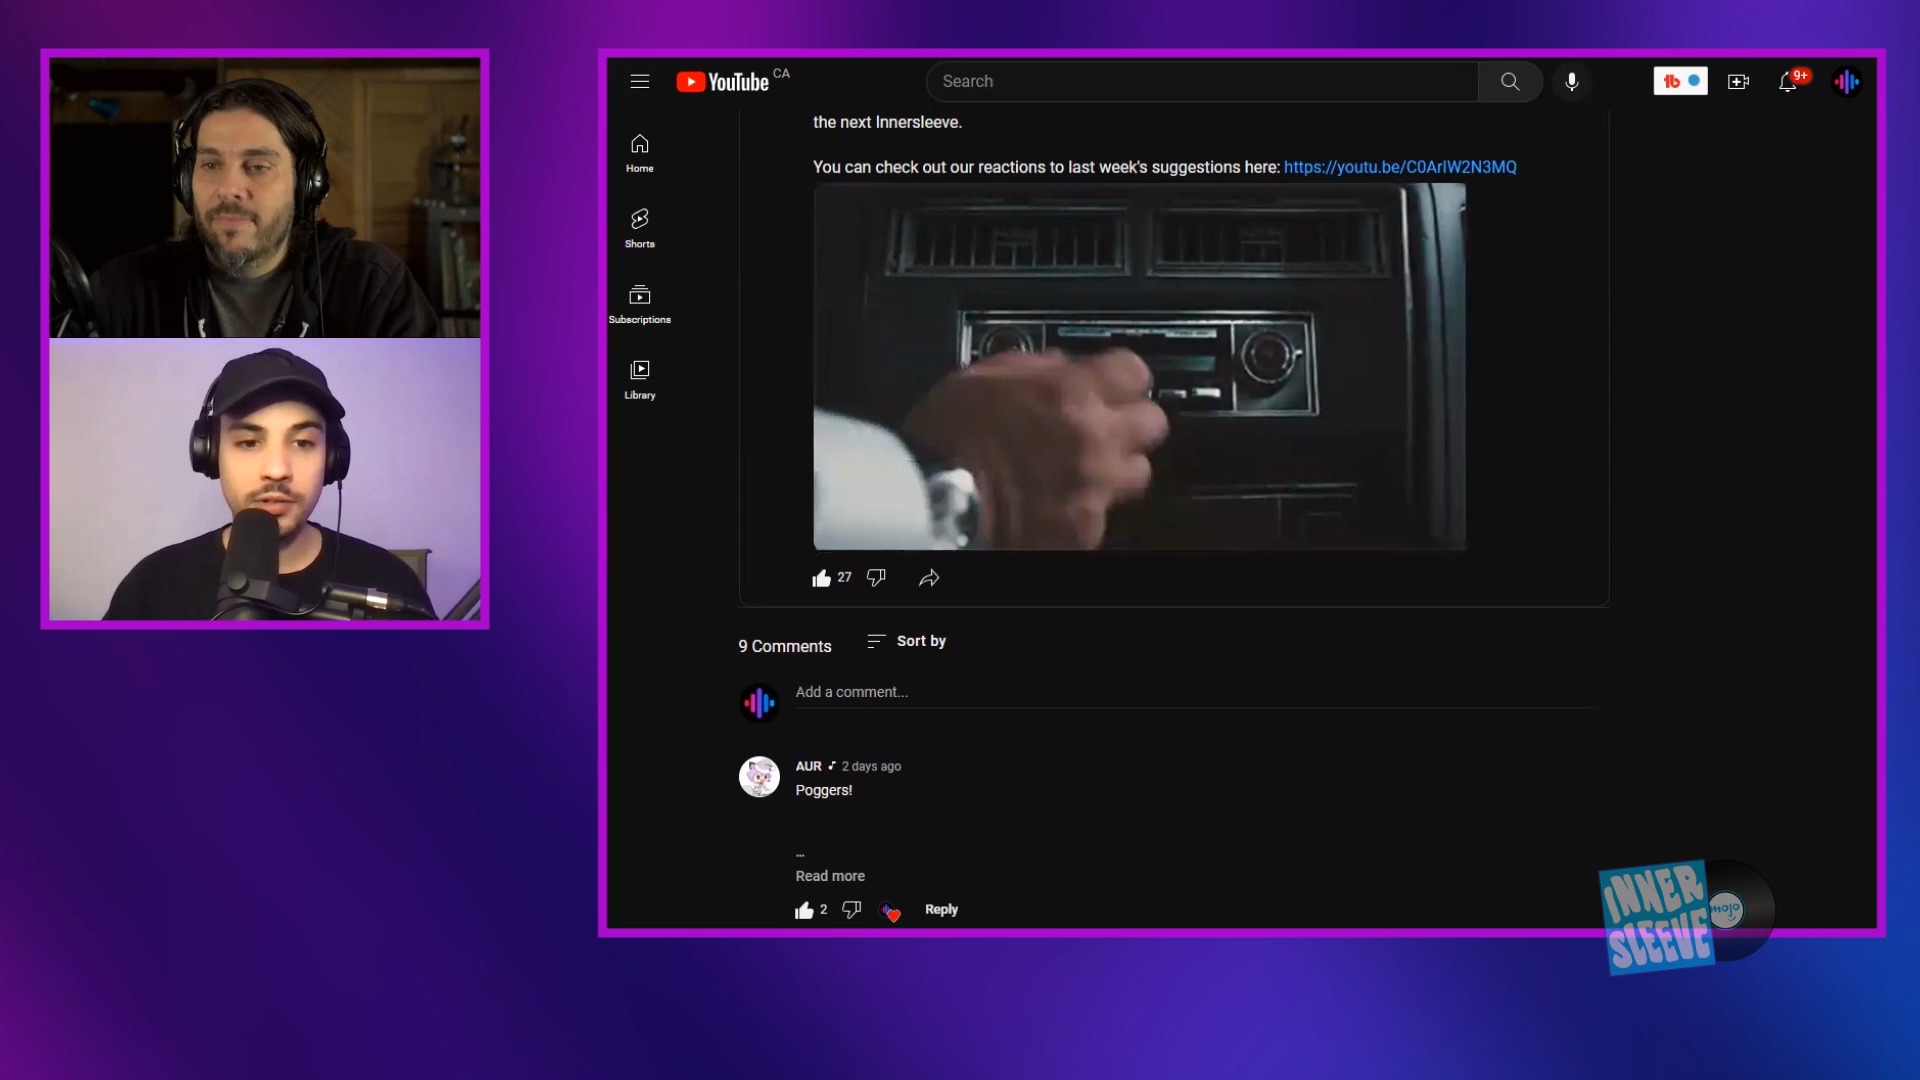 YouTube CA
Search
9+
Home
Shorts
Subscriptions
Library
the next Innersleeve.
You can check out our reactions to last week's suggestions here: https://youtu.be/C0ArIW2N3MQ
27
9 Comments
Sort by
Add a comment...
AUR 2 days ago
Poggers!
...
Read more
2
Reply
INNER
SLEEVE
mojo